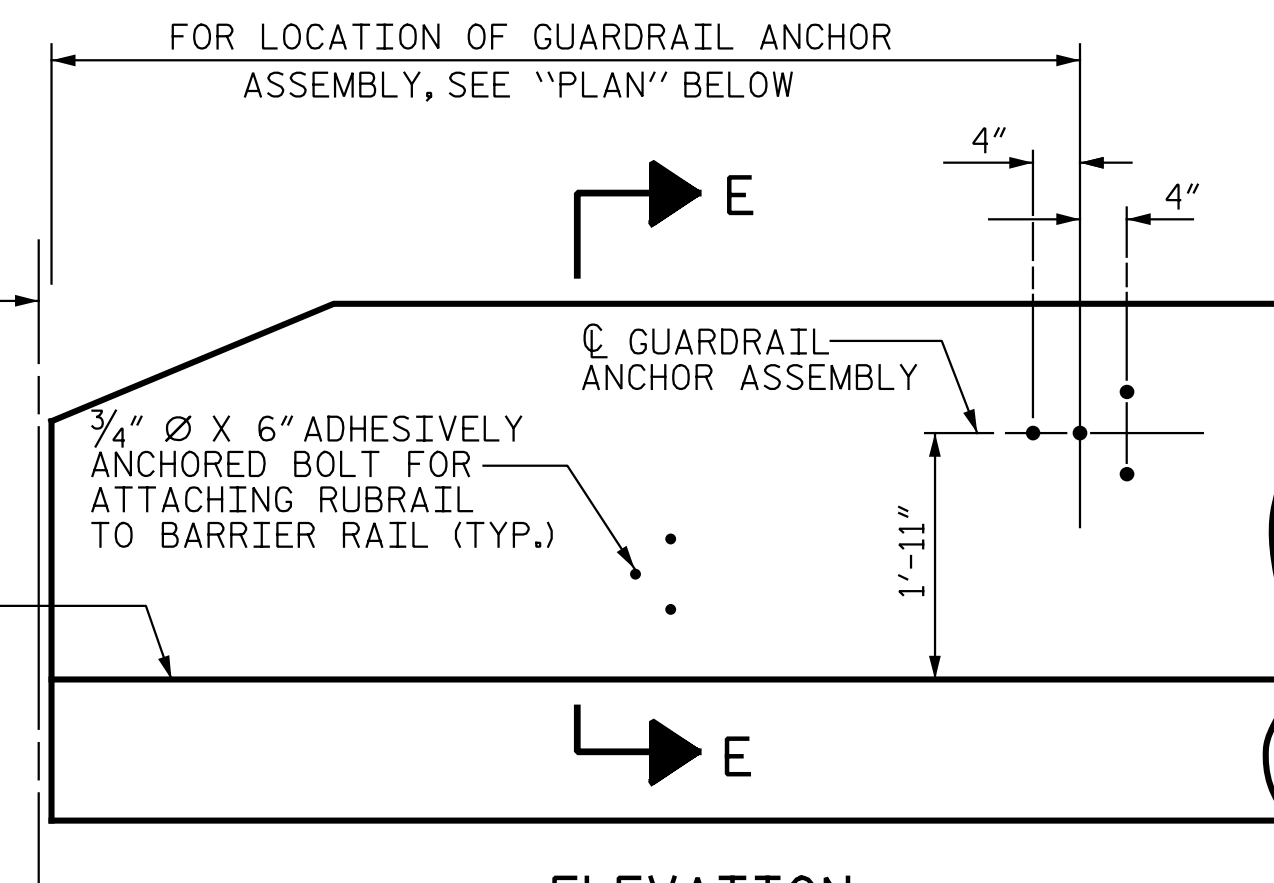 FOR LOCATION OF GUARDRAIL ANCHOR
ASSEMBLY, SEE "PLAN" BELOW
4"
4"
E
℄ GUARDRAIL
ANCHOR ASSEMBLY
3/4" Ø X 6" ADHESIVELY
ANCHORED BOLT FOR
ATTACHING RUBRAIL
TO BARRIER RAIL (TYP.)
1'-11"
E
ELEVATION